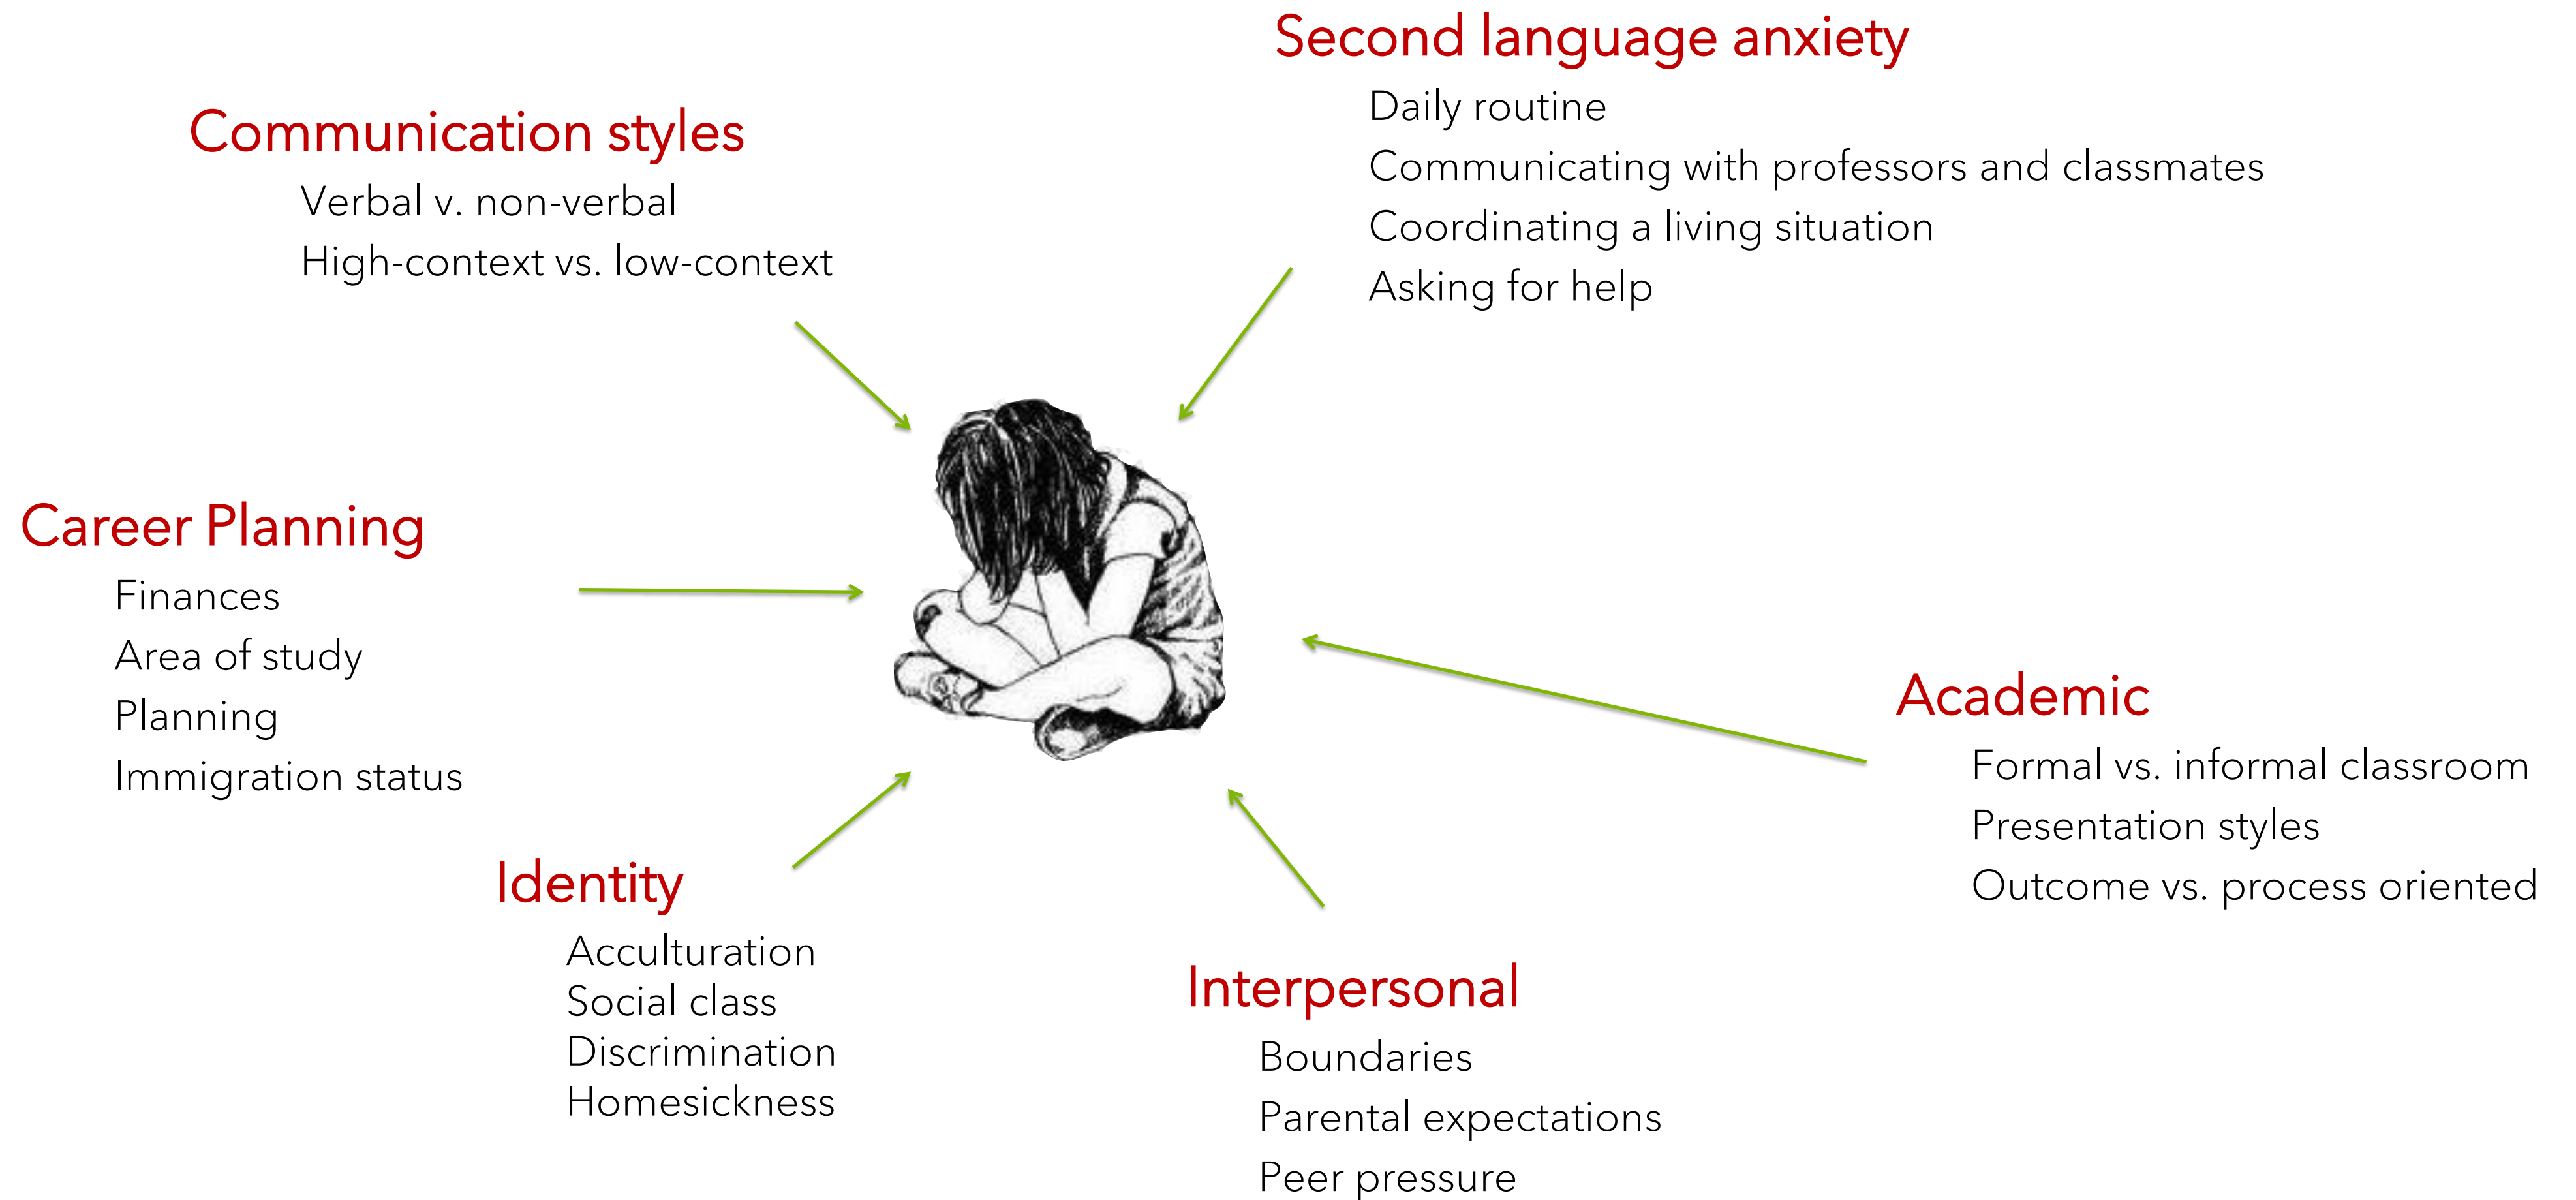 Second language anxiety
Daily routine
Communicating with professors and classmates
Coordinating a living situation
Asking for help
Communication styles
Verbal v. non-verbal
High-context vs. low-context
Career Planning
Finances
Area of study
Planning
Immigration status
Academic
Formal vs. informal classroom
Presentation styles
Outcome vs. process oriented
Identity
Acculturation
Social class
Discrimination
Homesickness
Interpersonal
Boundaries
Parental expectations
Peer pressure